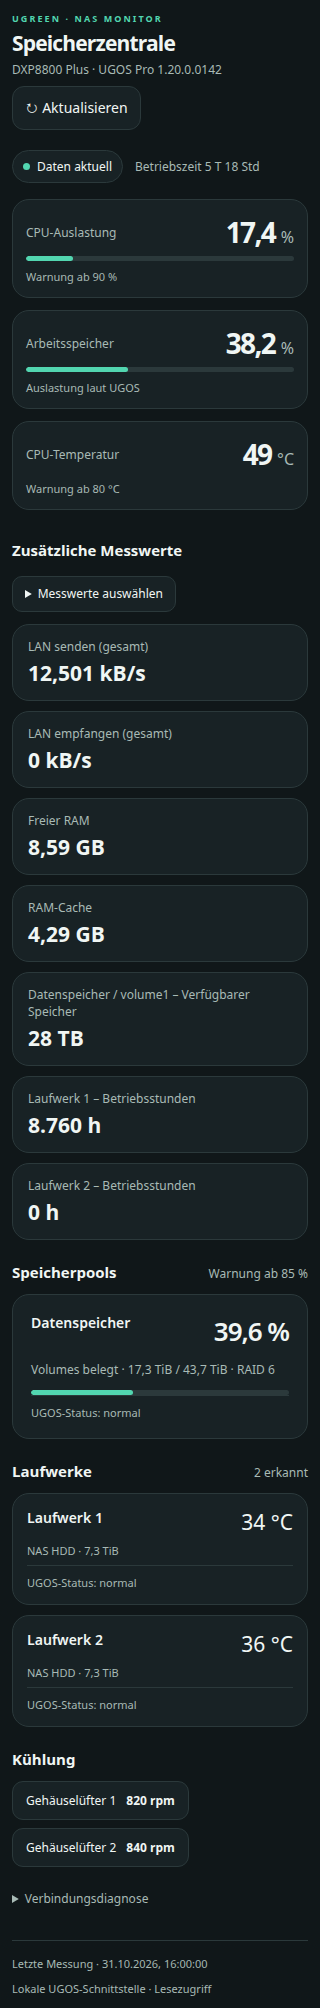 UGREEN · NAS MONITOR
Speicherzentrale
DXP8800 Plus · UGOS Pro 1.20.0.0142
↻ Aktualisieren
Daten aktuell
Betriebszeit 5 T 18 Std
CPU-Auslastung
17,4 %
Warnung ab 90 %
Arbeitsspeicher
38,2 %
Auslastung laut UGOS
CPU-Temperatur
49 °C
Warnung ab 80 °C
Zusätzliche Messwerte
▶ Messwerte auswählen
LAN senden (gesamt)
12,501 kB/s
LAN empfangen (gesamt)
0 kB/s
Freier RAM
8,59 GB
RAM-Cache
4,29 GB
Datenspeicher / volume1 – Verfügbarer
Speicher
28 TB
Laufwerk 1 – Betriebsstunden
8.760 h
Laufwerk 2 – Betriebsstunden
0 h
Speicherpools
Warnung ab 85 %
Datenspeicher
39,6 %
Volumes belegt · 17,3 TiB / 43,7 TiB · RAID 6
UGOS-Status: normal
Laufwerke
2 erkannt
Laufwerk 1
34 °C
NAS HDD · 7,3 TiB
UGOS-Status: normal
Laufwerk 2
36 °C
NAS HDD · 7,3 TiB
UGOS-Status: normal
Kühlung
Gehäuselüfter 1 820 rpm
Gehäuselüfter 2 840 rpm
▶ Verbindungsdiagnose
Letzte Messung · 31.10.2026, 16:00:00
Lokale UGOS-Schnittstelle · Lesezugriff